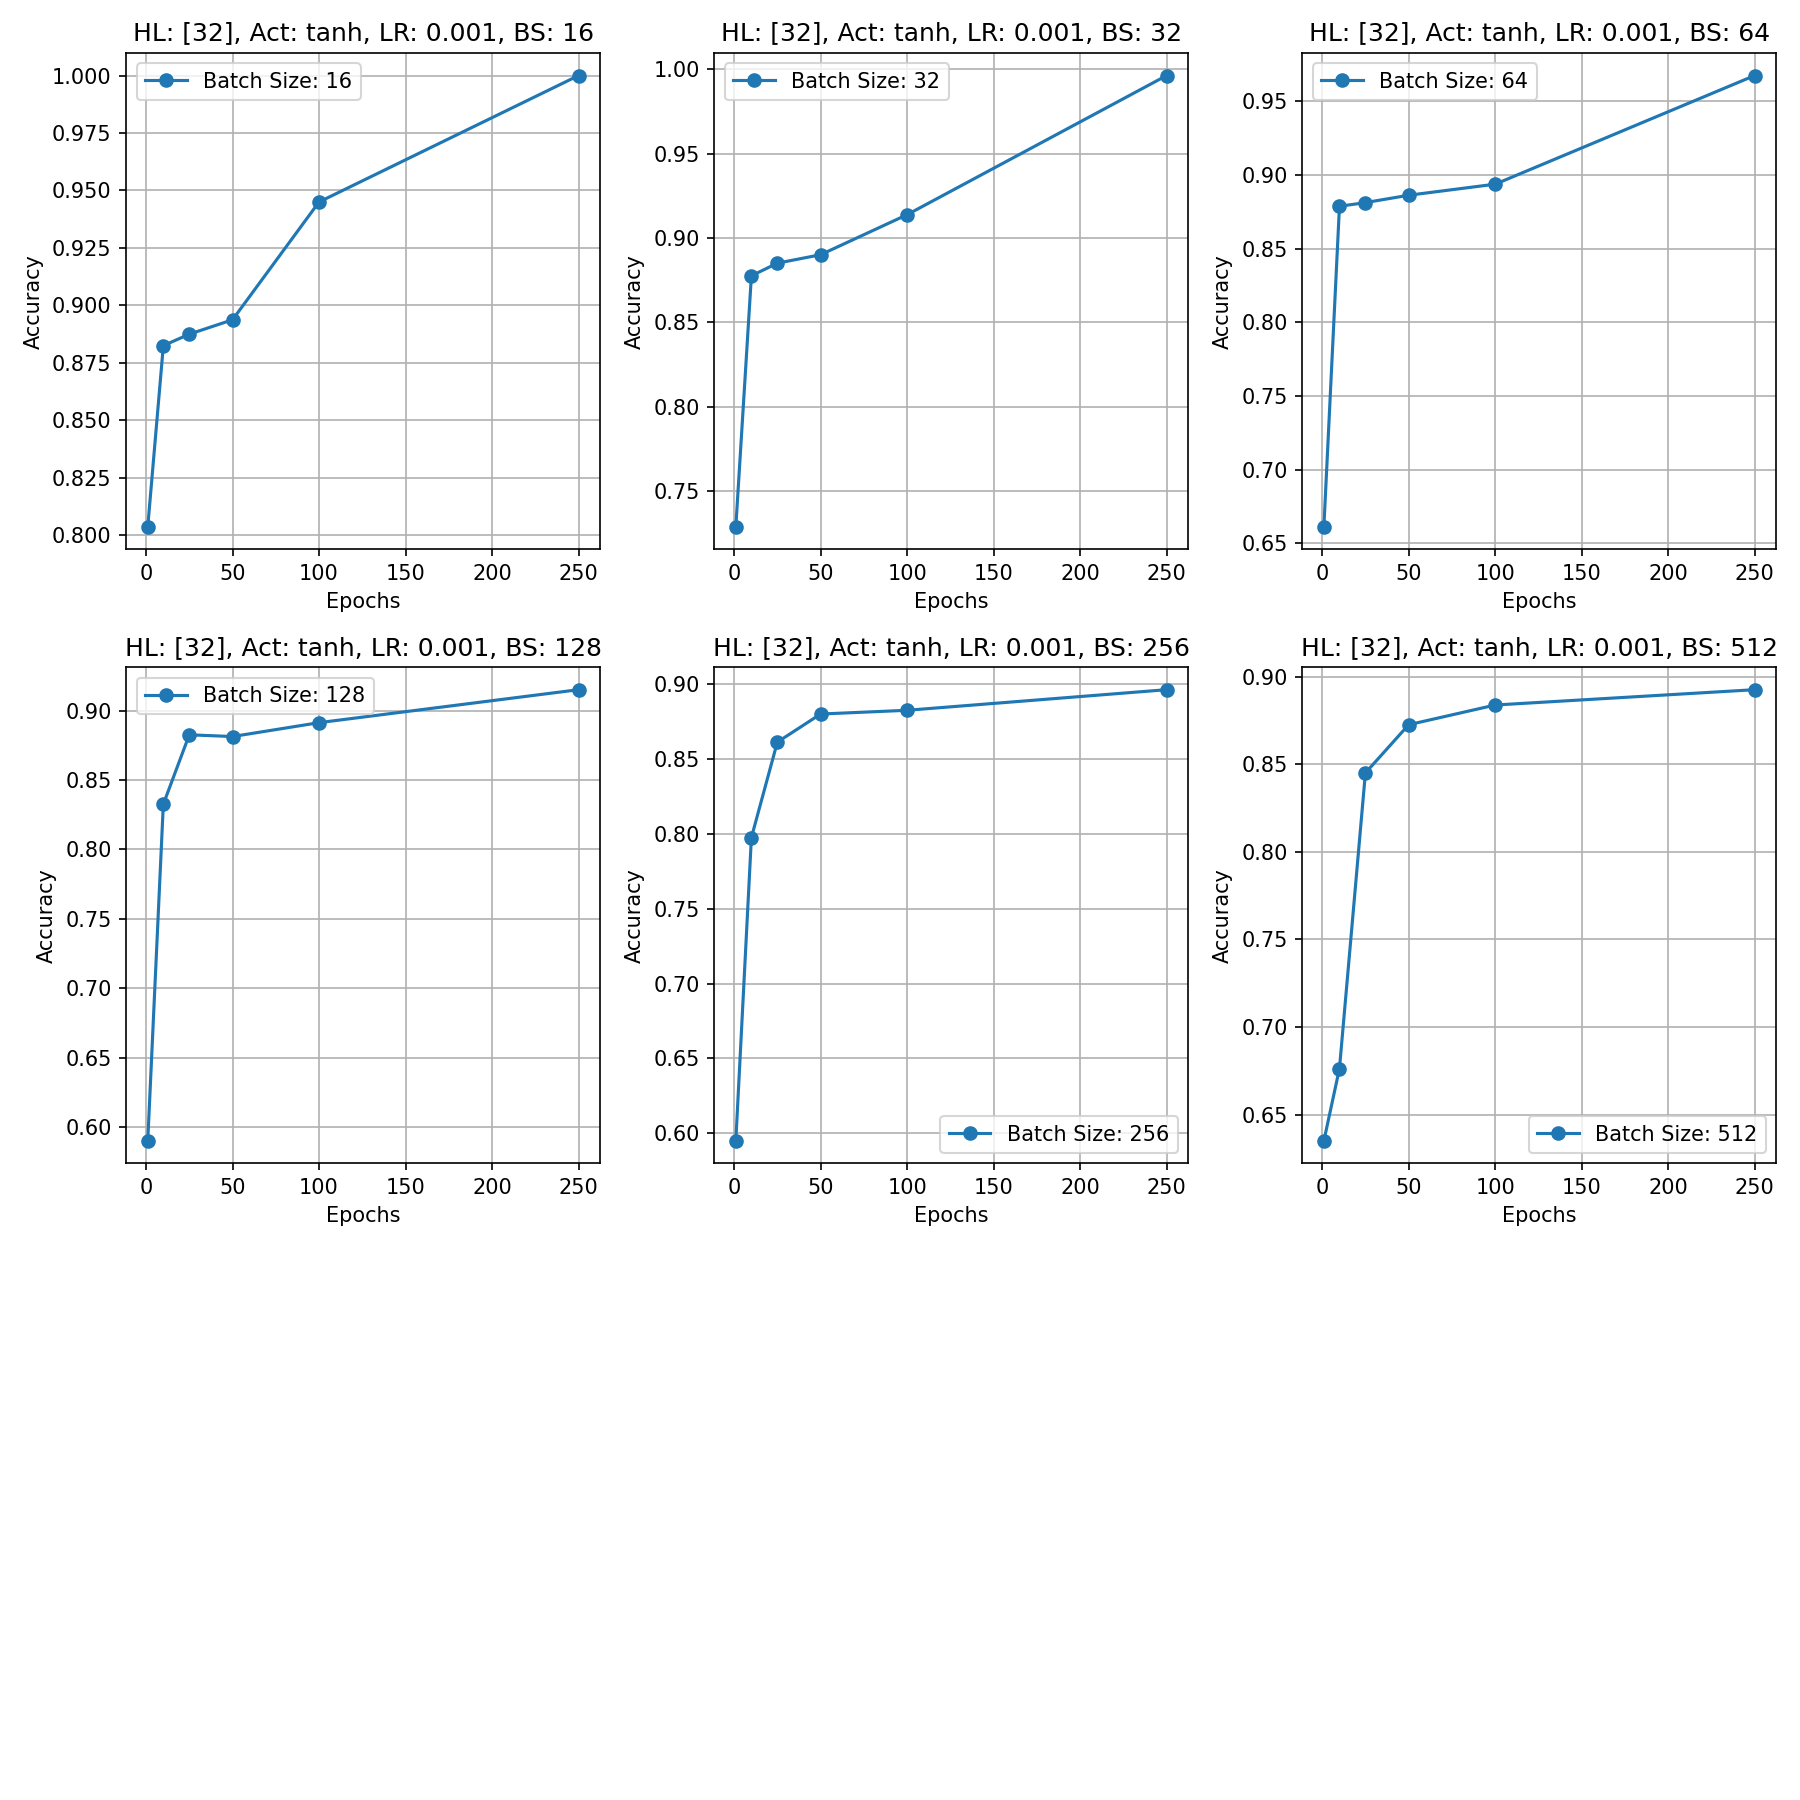 HL: [32], Act: tanh, LR: 0.001, BS: 16
Batch Size: 16
1.000
0.975
0.950
0.925
0.900
0.875
0.850
0.825
0.800
Accuracy
0 50 100 150 200 250
Epochs
HL: [32], Act: tanh, LR: 0.001, BS: 32
Batch Size: 32
1.00
0.95
0.90
0.85
0.80
0.75
Accuracy
0 50 100 150 200 250
Epochs
HL: [32], Act: tanh, LR: 0.001, BS: 64
Batch Size: 64
0.95
0.90
0.85
0.80
0.75
0.70
0.65
Accuracy
0 50 100 150 200 250
Epochs
HL: [32], Act: tanh, LR: 0.001, BS: 128
Batch Size: 128
0.90
0.85
0.80
0.75
0.70
0.65
0.60
Accuracy
0 50 100 150 200 250
Epochs
HL: [32], Act: tanh, LR: 0.001, BS: 256
0.90
0.85
0.80
0.75
0.70
0.65
0.60
Accuracy
Batch Size: 256
0 50 100 150 200 250
Epochs
HL: [32], Act: tanh, LR: 0.001, BS: 512
0.90
0.85
0.80
0.75
0.70
0.65
Accuracy
Batch Size: 512
0 50 100 150 200 250
Epochs